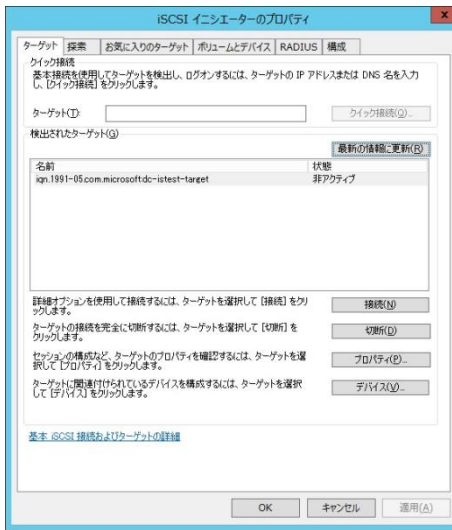 iSCSI イニシエーターのプロパティ
x
ターゲット 探索 お気に入りのターゲット ボリュームとデバイス RADIUS 構成
クイック接続
基本接続を使用してターゲットを検出し、ログオンするには、ターゲットの IP アドレスまたは DNS 名を入力
し、[クイック接続] をクリックします。
ターゲット(T):
クイック接続(Q)...
検出されたターゲット(G)
最新の情報に更新(R)
名前 状態
iqn.1991-05.com.microsoft:dc-istest-target 非アクティブ
詳細オプションを使用して接続するには、ターゲットを選択して [接続] をクリ
ックします。
接続(N)
ターゲットの接続を完全に切断するには、ターゲットを選択して [切断] を
クリックします。
切断(D)
セッションの構成など、ターゲットのプロパティを確認するには、ターゲットを選
択して [プロパティ] をクリックします。
プロパティ(P)...
ターゲットに関連付けられているデバイスを構成するには、ターゲットを選択
して [デバイス] をクリックします。
デバイス(V)...
基本 iSCSI 接続およびターゲットの詳細
OK キャンセル 適用(A)